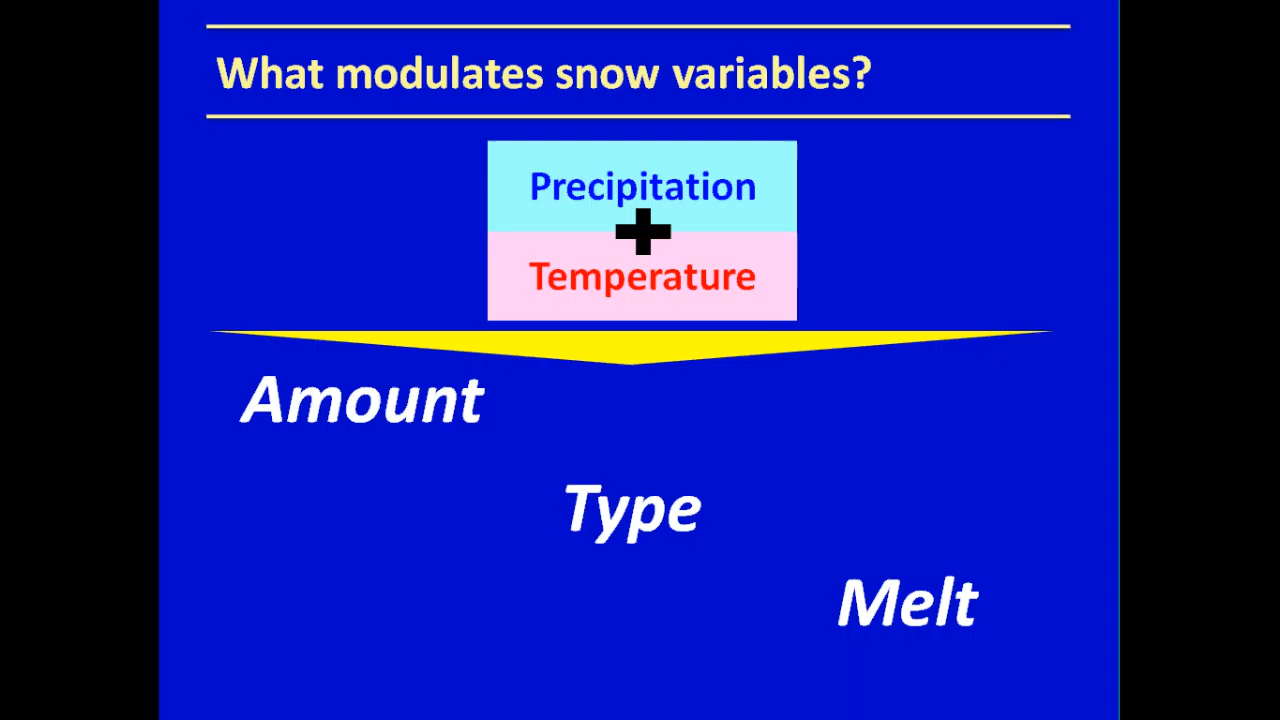 What modulates snow variables?
Precipitation
+
Temperature
Amount
Type
Melt